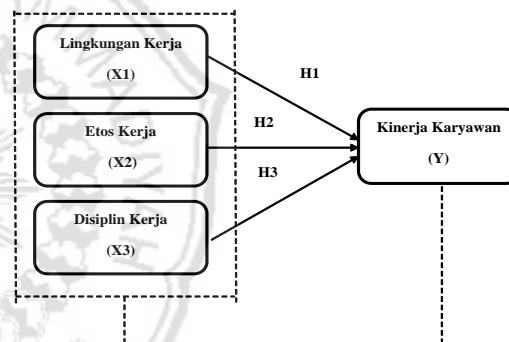 Lingkungan Kerja
(X1)
H1
Etos Kerja
(X2)
H2
Kinerja Karyawan
(Y)
H3
Disiplin Kerja
(X3)